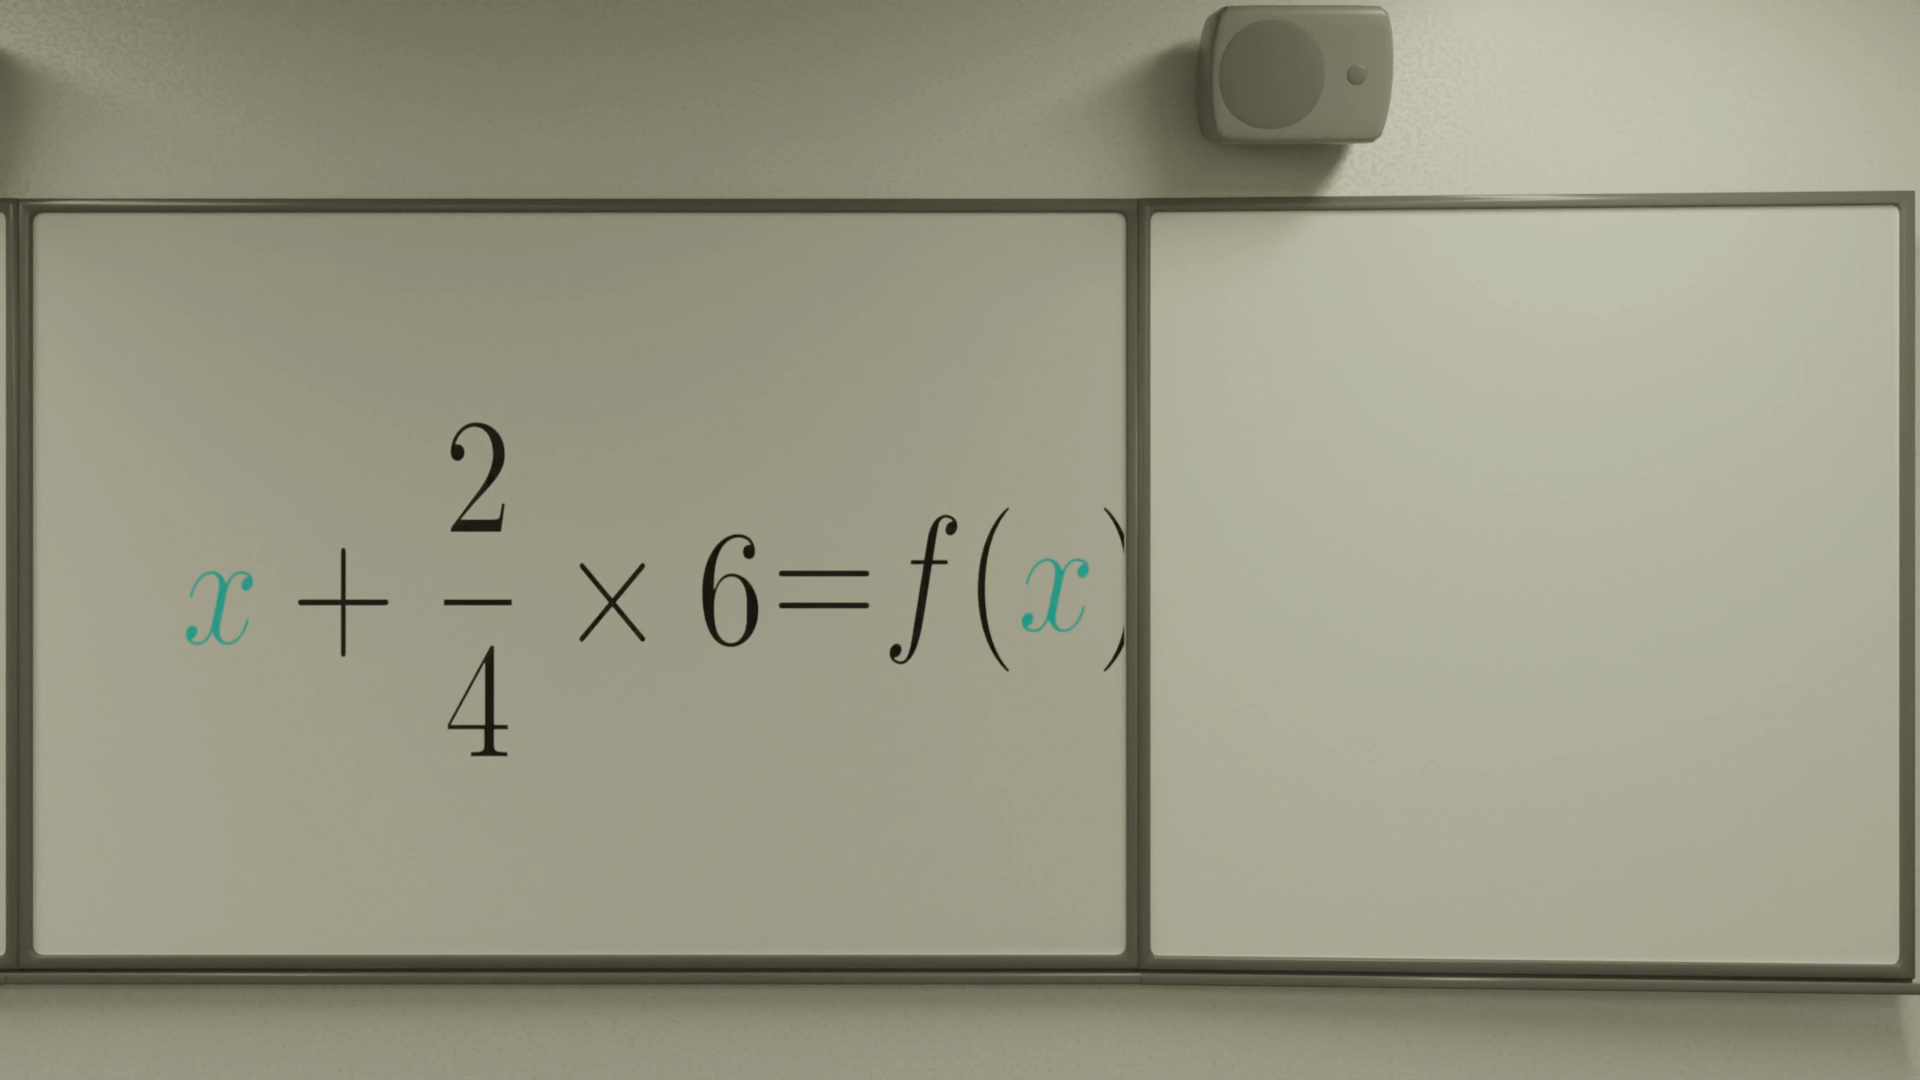 x + 2/4 × 6 = f(x)